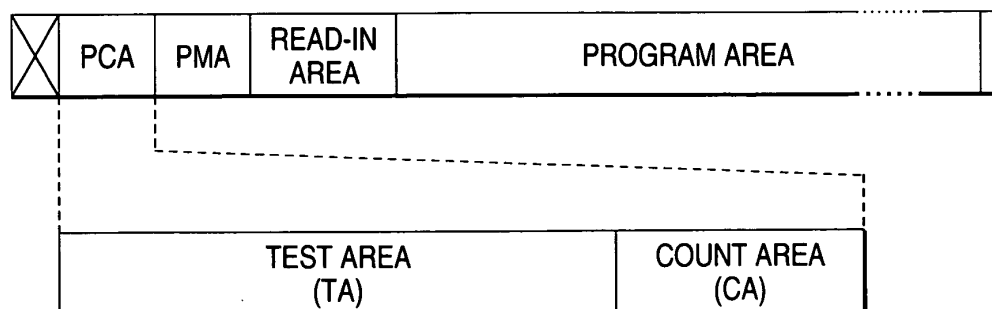 PCA
PMA
READ-IN
AREA
PROGRAM AREA
TEST AREA
(TA)
COUNT AREA
(CA)